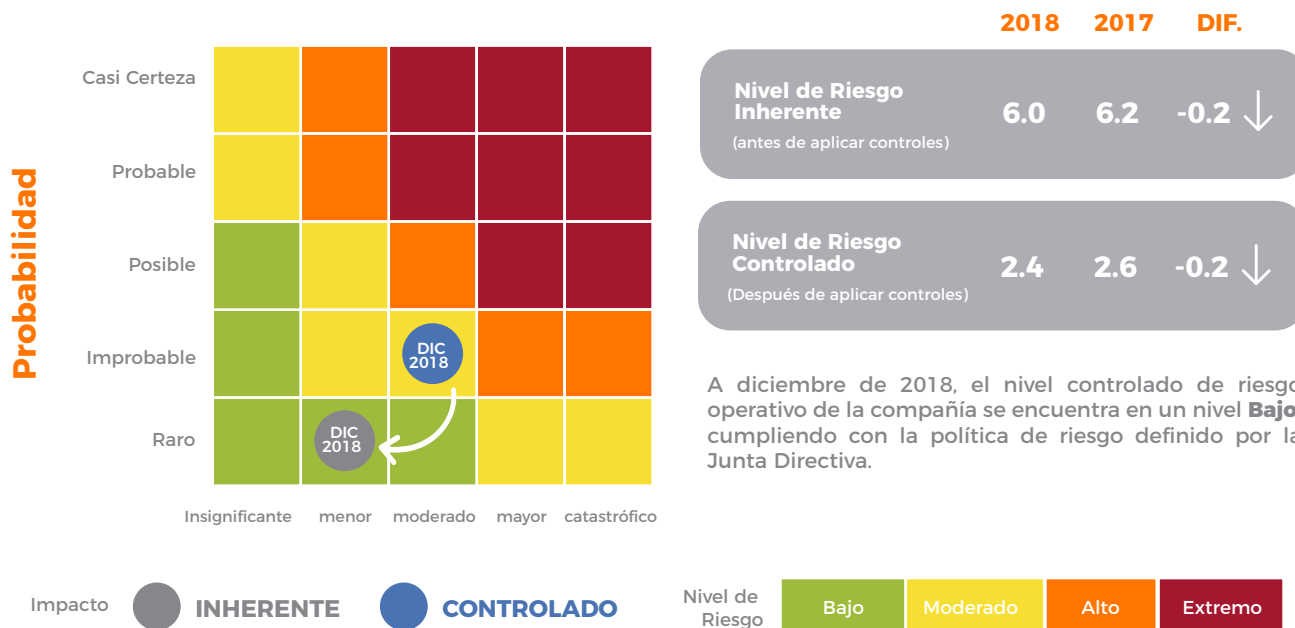 2018 2017 DIF.
Nivel de Riesgo
Inherente
(antes de aplicar controles)
6.0 6.2 -0.2
Nivel de Riesgo
Controlado
(Después de aplicar controles)
2.4 2.6 -0.2
A diciembre de 2018, el nivel controlado de riesgo
operativo de la compañía se encuentra en un nivel Bajo
cumpliendo con la política de riesgo definido por la
Junta Directiva.
Probabilidad
Casi Certeza
Probable
Posible
Improbable
Raro
DIC
2018
DIC
2018
Insignificante menor moderado mayor catastrófico
Impacto INHERENTE CONTROLADO
Nivel de
Riesgo
Bajo Moderado Alto Extremo